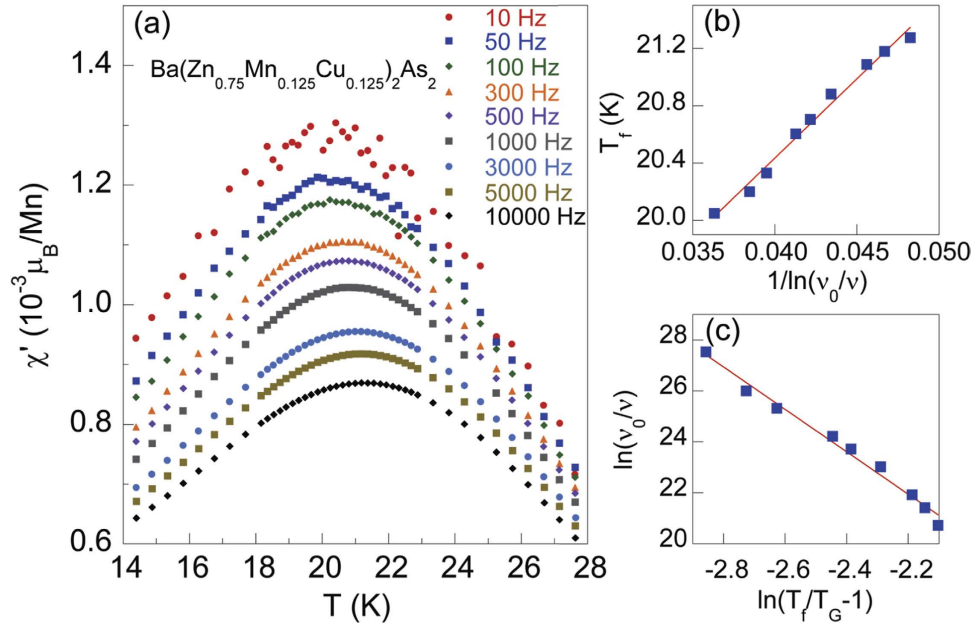 (a)
10 Hz
50 Hz
Ba(Zn0.75Mn0.125Cu0.125)2As2
100 Hz
300 Hz
500 Hz
1000 Hz
3000 Hz
5000 Hz
10000 Hz
χ' (10⁻³ μB/Mn)
1.4
1.2
1.0
0.8
0.6
14 16 18 20 22 24 26 28
T (K)
(b)
Tf (K)
21.2
20.8
20.4
20.0
0.035 0.040 0.045 0.050
1/ln(ν0/ν)
(c)
ln(ν0/ν)
28
26
24
22
20
-2.8 -2.6 -2.4 -2.2
ln(Tf/TG-1)